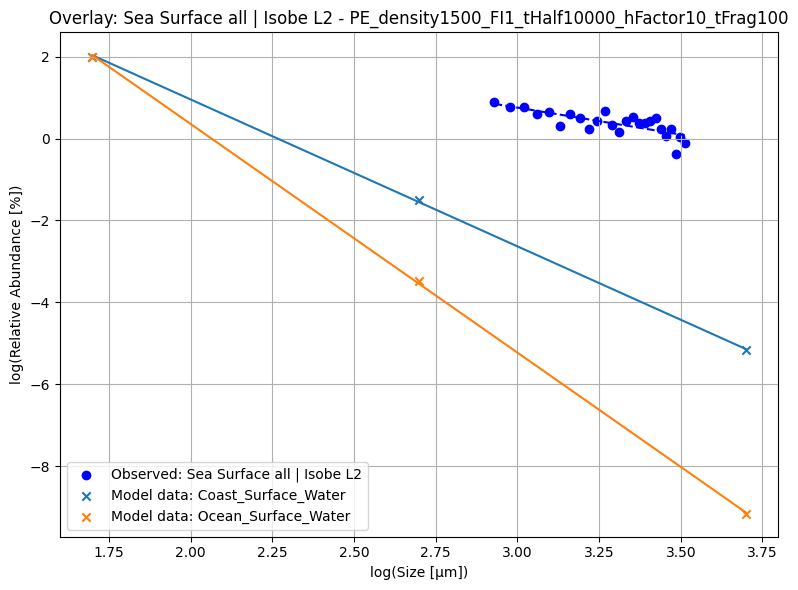 Overlay: Sea Surface all | Isobe L2 - PE_density1500_FI1_tHalf10000_hFactor10_tFrag100
log(Relative Abundance [%])
2
0
−2
−4
−6
−8
Observed: Sea Surface all | Isobe L2
Model data: Coast_Surface_Water
Model data: Ocean_Surface_Water
1.75 2.00 2.25 2.50 2.75 3.00 3.25 3.50 3.75
log(Size [μm])